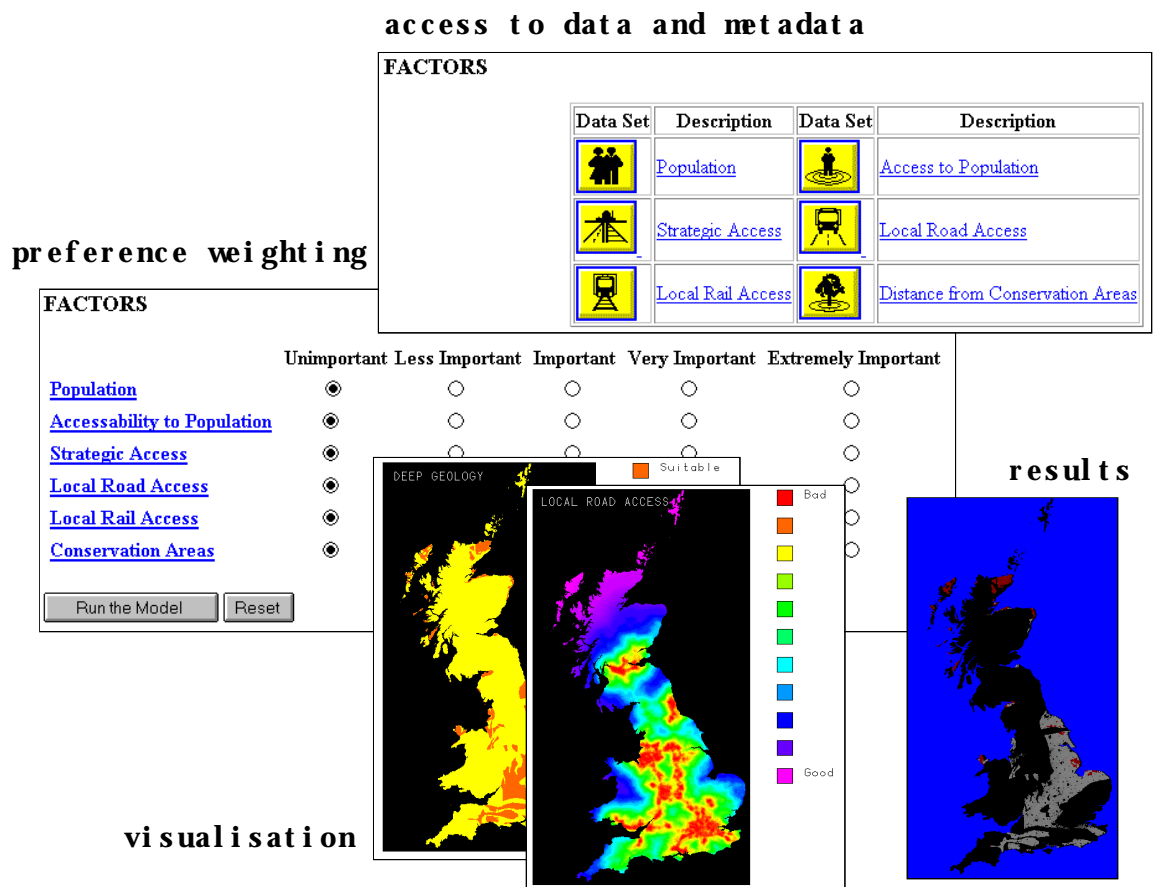 access to data and metadata
FACTORS
Data Set Description Data Set Description
Population Access to Population
Strategic Access Local Road Access
Local Rail Access Distance from Conservation Areas
preference weighting
FACTORS
Unimportant Less Important Important Very Important Extremely Important
Population
Accessability to Population
Strategic Access
Local Road Access
Local Rail Access
Conservation Areas
Run the Model Reset
DEEP GEOLOGY
Suitable
LOCAL ROAD ACCESS
Bad
Good
results
visualisation